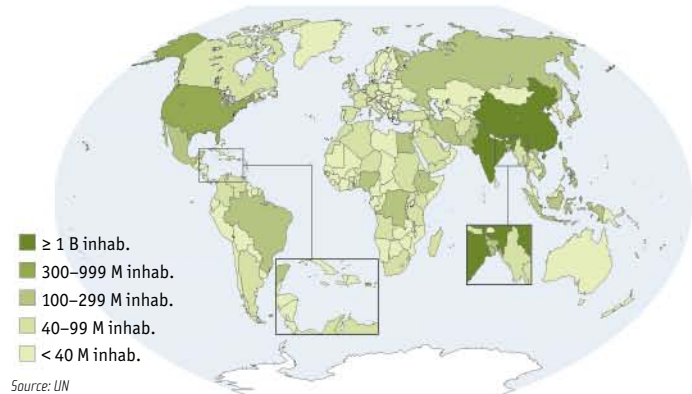 ≥ 1 B inhab.
300–999 M inhab.
100–299 M inhab.
40–99 M inhab.
< 40 M inhab.
Source: UN